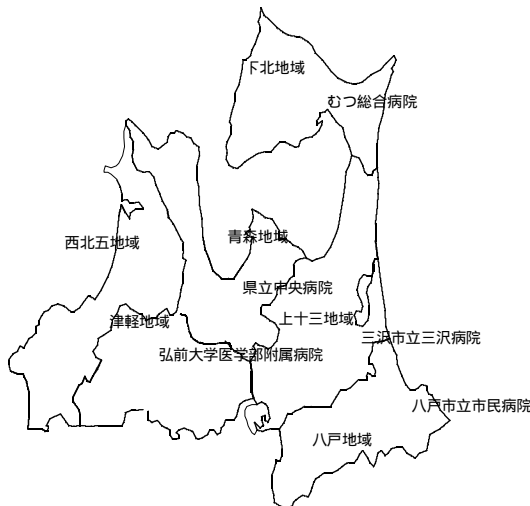 下北地域
むつ総合病院
西北五地域
青森地域
県立中央病院
津軽地域
上十三地域
三沢市立三沢病院
弘前大学医学部附属病院
八戸市立市民病院
八戸地域